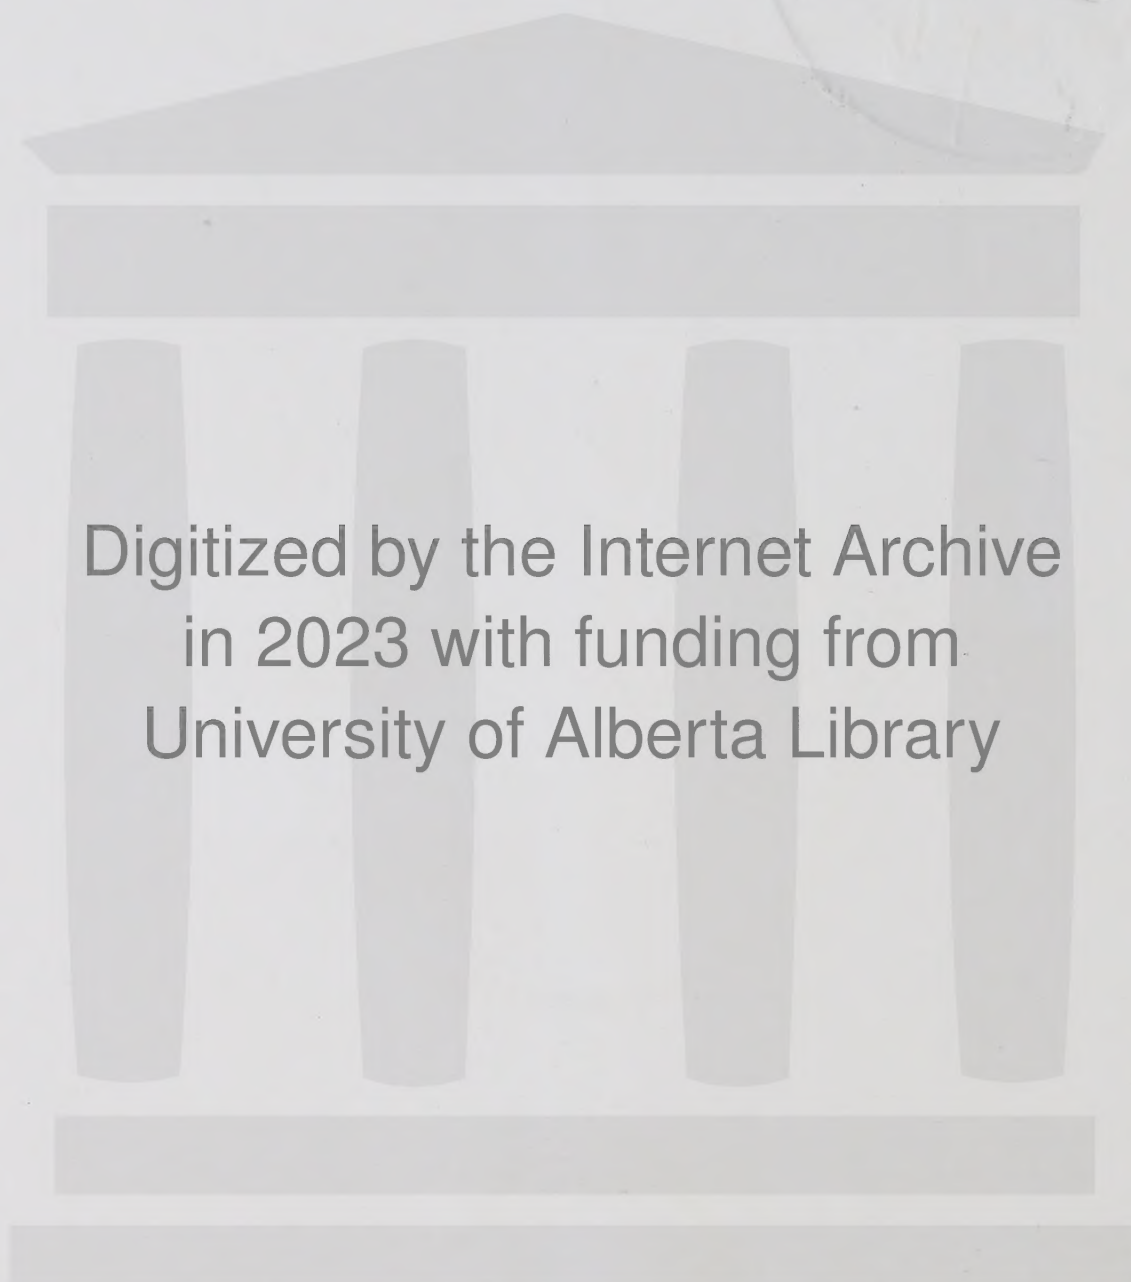 Digitized by the Internet Archive
in 2023 with funding from
University of Alberta Library